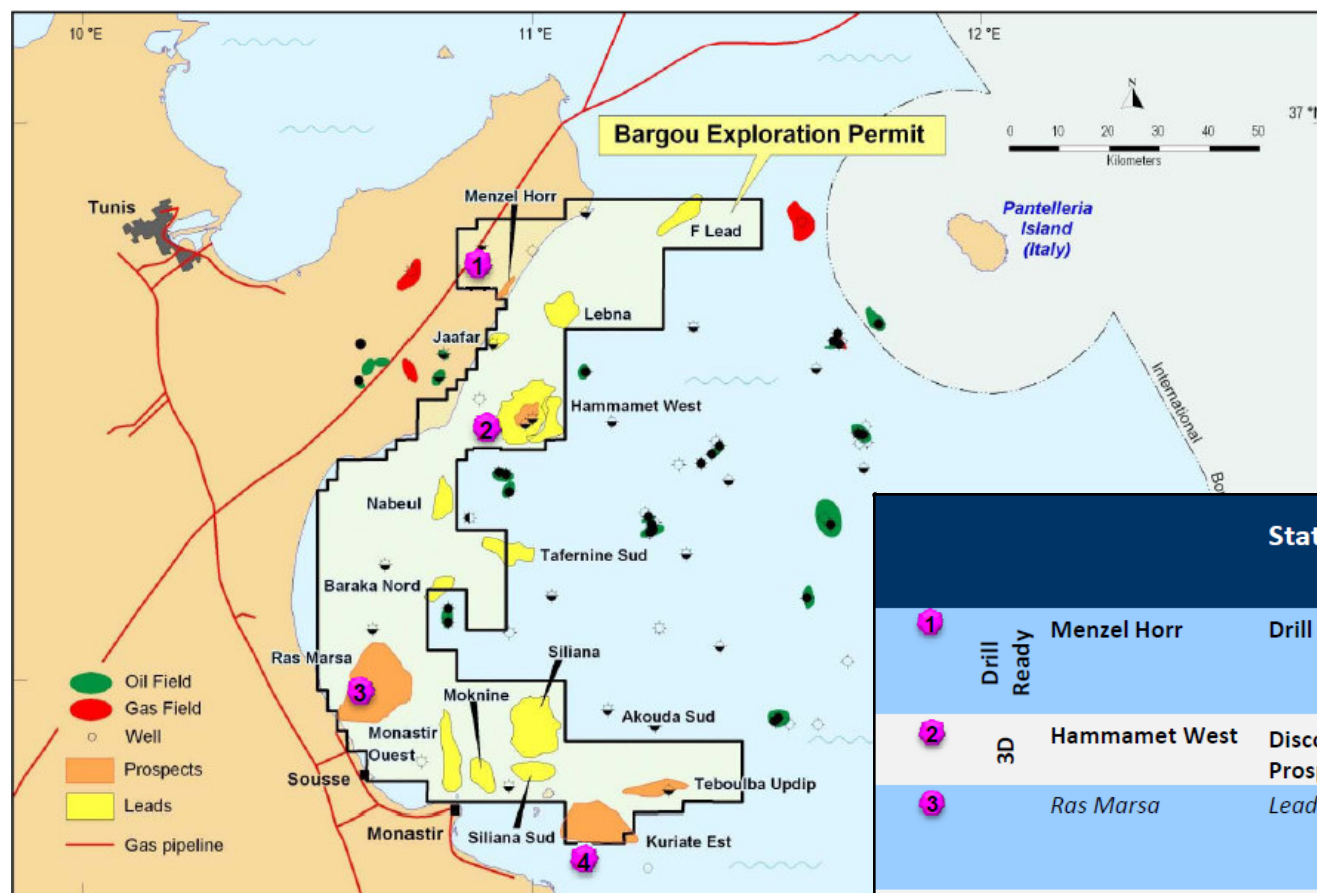 10 °E
11 °E
12 °E
N
37 °N
0 10 20 30 40 50
Kilometers
Bargou Exploration Permit
Menzel Horr
Tunis
F Lead
Pantelleria
Island
(Italy)
1
Lebna
Jaafar
Hammamet West
2
International
Nabeul
Tafernine Sud
Baraka Nord
Ras Marsa
Siliana
3
Moknine
Akouda Sud
Monastir
Ouest
Sousse
Teboulba Updip
Monastir
Siliana Sud
Kuriate Est
4
Oil Field
Gas Field
Well
Prospects
Leads
Gas pipeline
Stat
1
Drill
Ready
Menzel Horr
Drill
2
3D
Hammamet West
Disco
Prosp
3
Ras Marsa
Lead